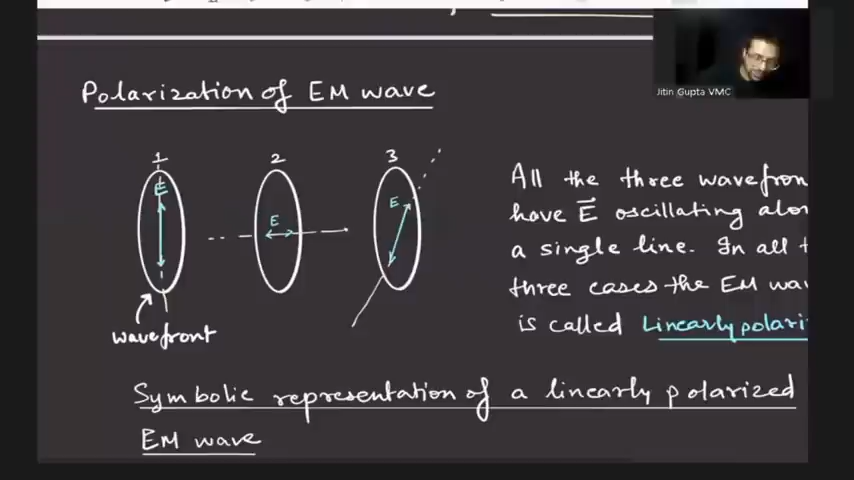 Jitin Gupta VMC
Polarization of EM wave
1 2 3
E E E
All the three wavefron
have E⃗ oscillating alon
a single line. In all t
three cases the EM wav
is called Linearly polari
wavefront
Symbolic representation of a linearly polarized
EM wave